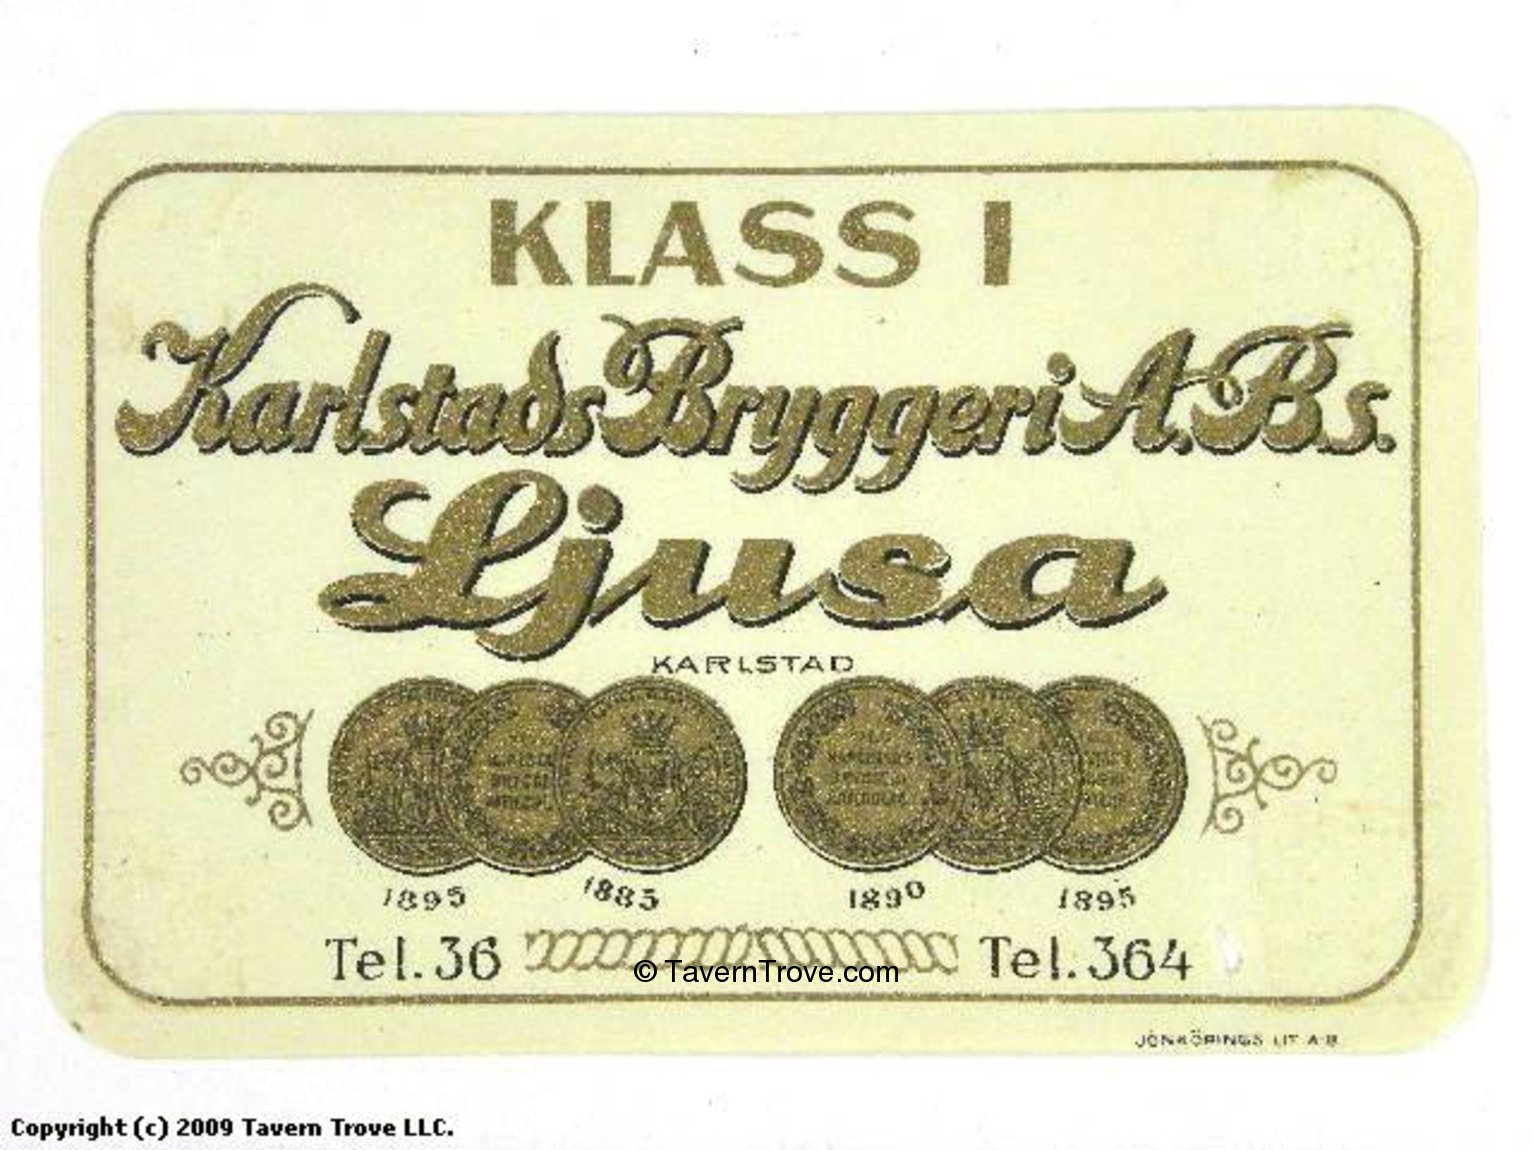 KLASS I
Karlstads Bryggeri A.B.s.
Ljusa
KARLSTAD
1895 1885 1890 1895
Tel. 36 Tel. 364
© TavernTrove.com
JÖNKÖPINGS LIT A-B
Copyright (c) 2009 Tavern Trove LLC.